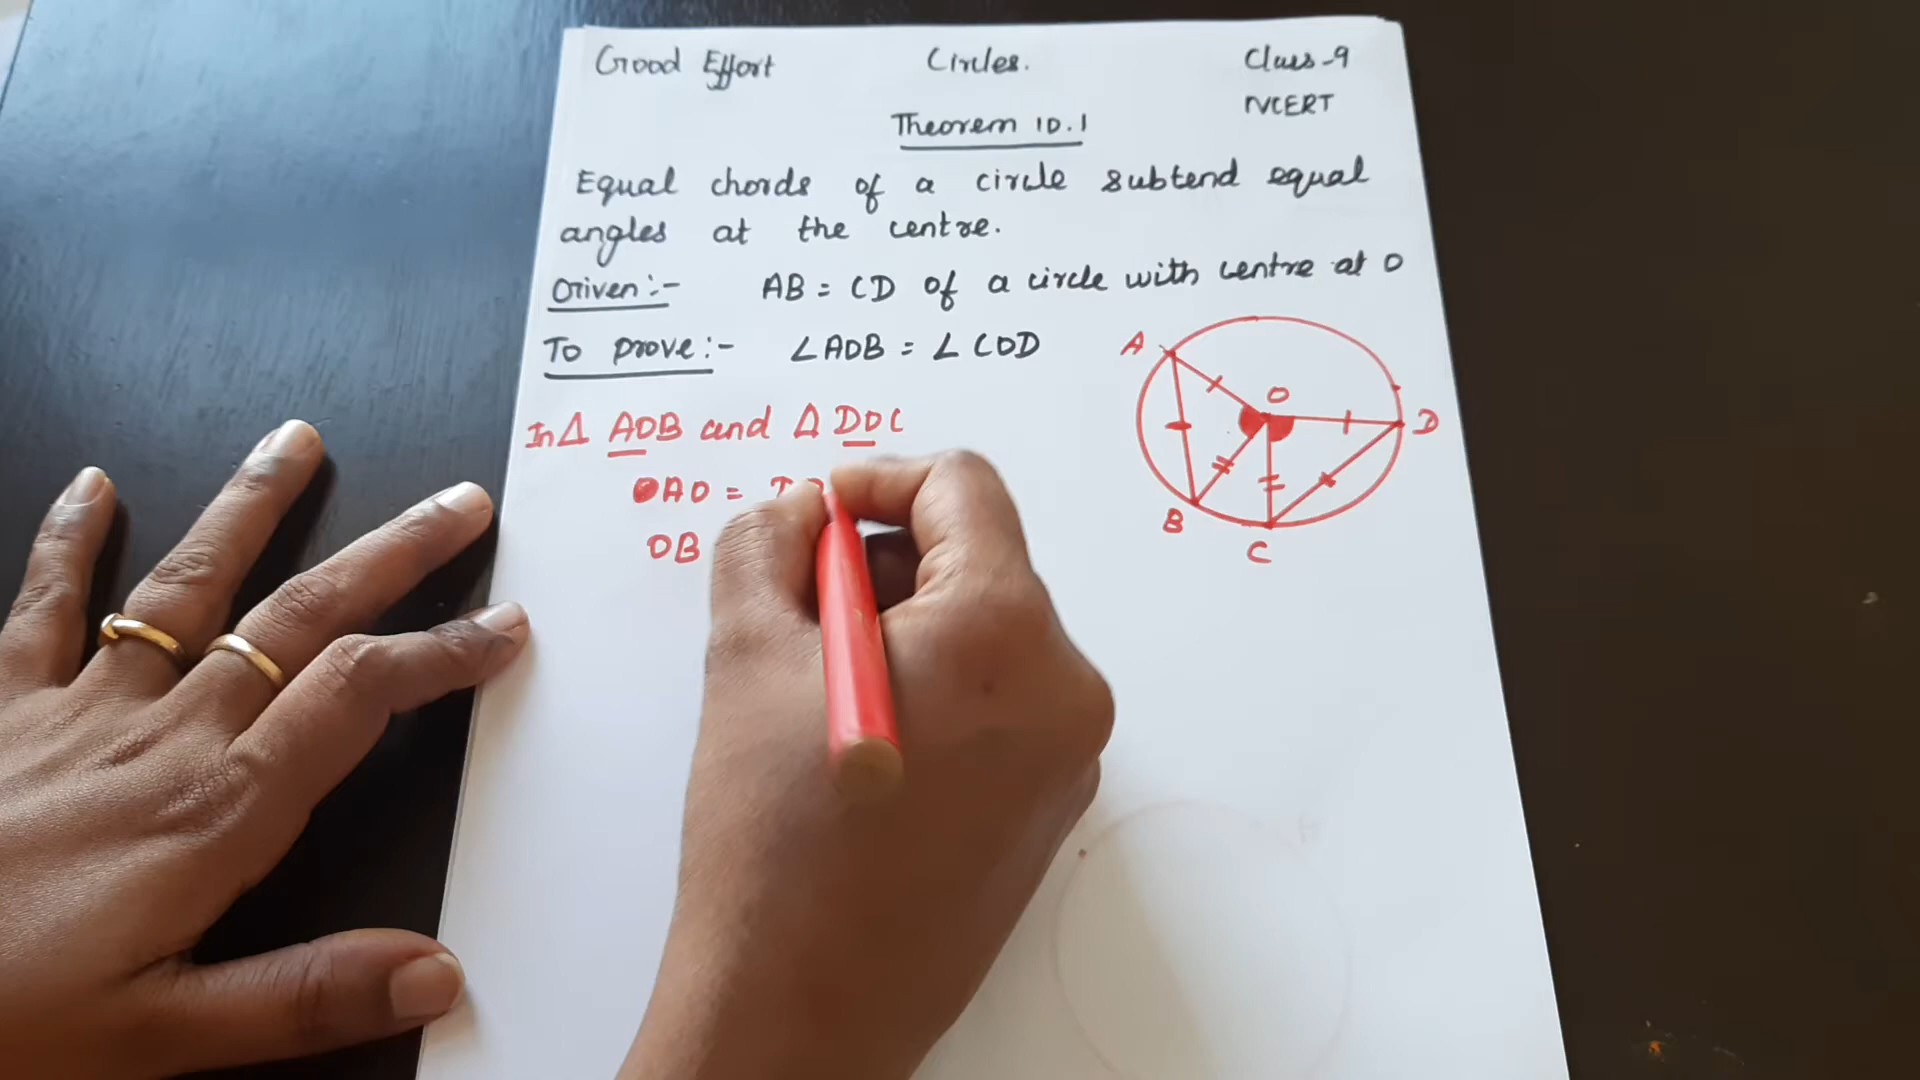 Good Effort Circles. Class-9
NCERT
Theorem 10.1
Equal chords of a circle subtend equal
angles at the centre.
Given :- AB = CD of a circle with centre at O
To prove :- ∠AOB = ∠COD
In Δ AOB and Δ DOC
AO =
OB
A
O
D
B
C